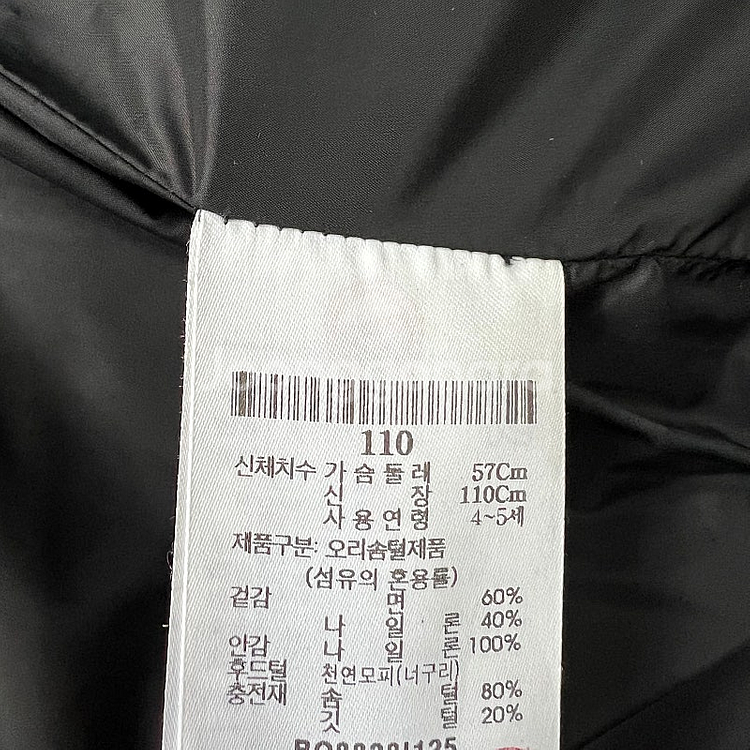 110
신체치수 가 슴 둘 레 57Cm
신 장 110Cm
사 용 연 령 4~5세
제품구분: 오리솜털제품
(섬유의 혼용률)
겉감 면 60%
나 일 론 40%
안감 나 일 론 100%
후드털 천연모피(너구리)
충전재 솜 털 80%
깃 털 20%